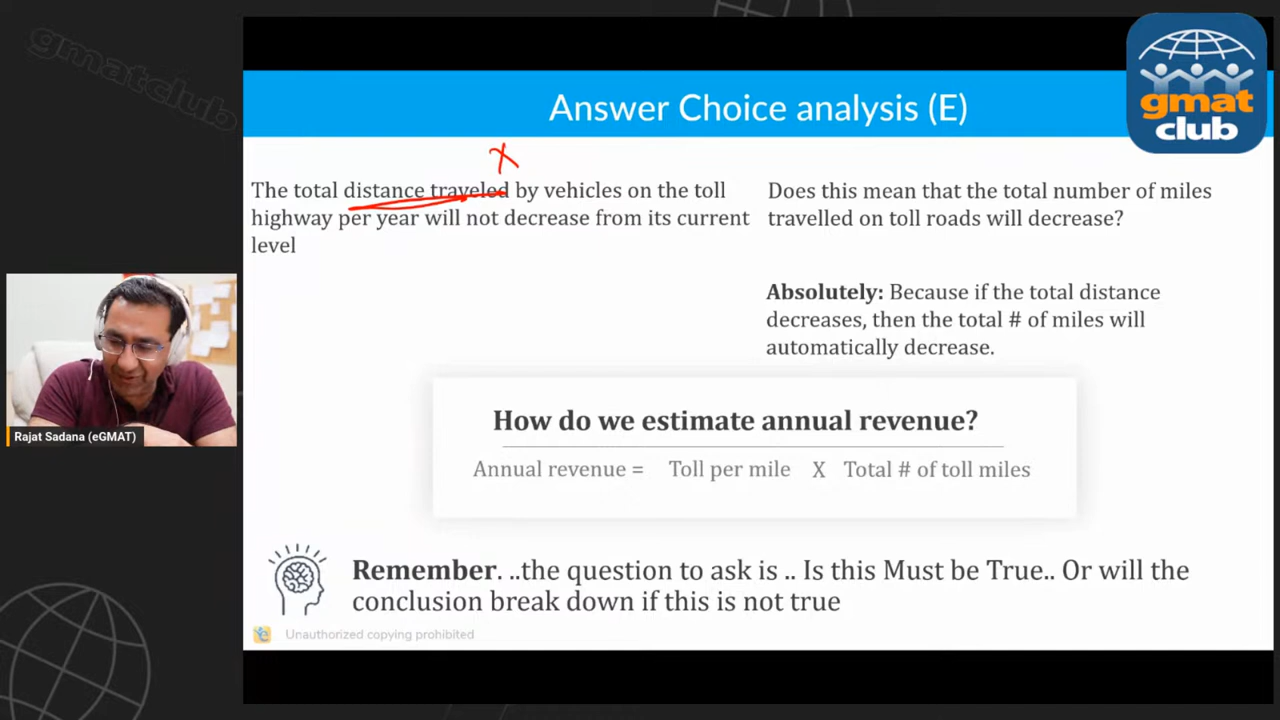 gmatclub
gmat
club
Answer Choice analysis (E)
X
The total distance traveled by vehicles on the toll
highway per year will not decrease from its current
level
Does this mean that the total number of miles
travelled on toll roads will decrease?
Absolutely: Because if the total distance
decreases, then the total # of miles will
automatically decrease.
Rajat Sadana (eGMAT)
How do we estimate annual revenue?
Annual revenue = Toll per mile X Total # of toll miles
Remember. ..the question to ask is .. Is this Must be True.. Or will the
conclusion break down if this is not true
Unauthorized copying prohibited